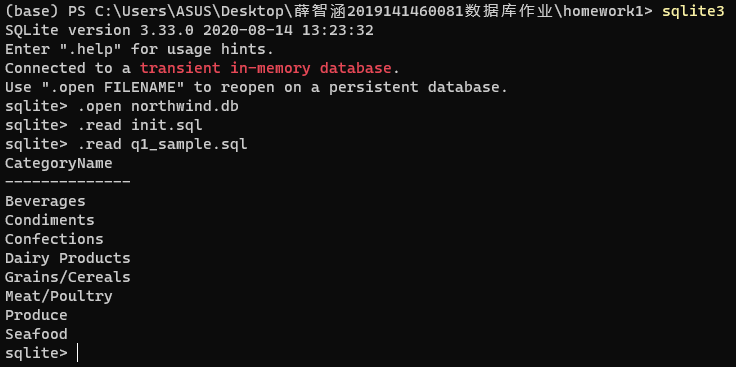 (base) PS C:\Users\ASUS\Desktop\薛智涵2019141460081数据库作业\homework1> sqlite3
SQLite version 3.33.0 2020-08-14 13:23:32
Enter ".help" for usage hints.
Connected to a transient in-memory database.
Use ".open FILENAME" to reopen on a persistent database.
sqlite> .open northwind.db
sqlite> .read init.sql
sqlite> .read q1_sample.sql
CategoryName
--------------
Beverages
Condiments
Confections
Dairy Products
Grains/Cereals
Meat/Poultry
Produce
Seafood
sqlite>